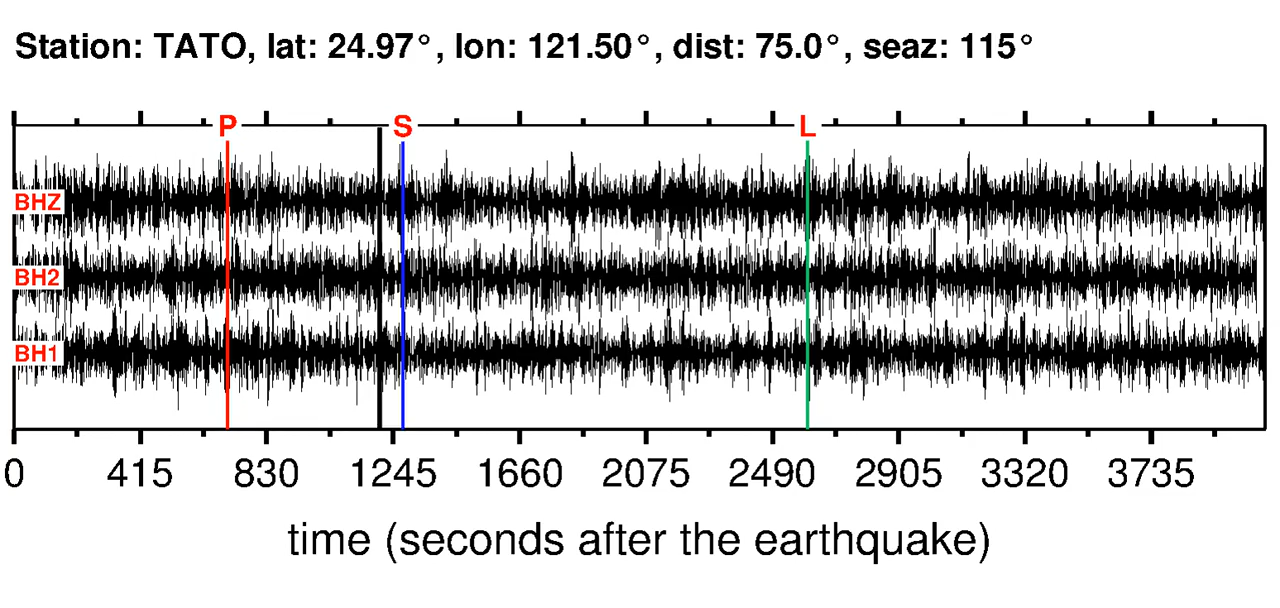 Station: TATO, lat: 24.97°, lon: 121.50°, dist: 75.0°, seaz: 115°
P S L
BHZ
BH2
BH1
0 415 830 1245 1660 2075 2490 2905 3320 3735
time (seconds after the earthquake)